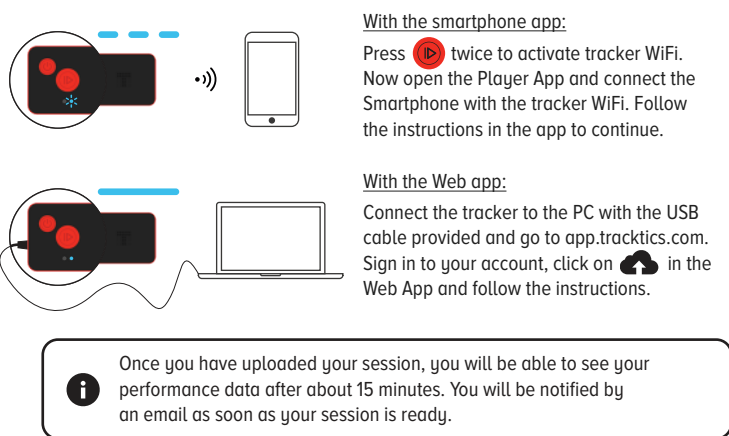 With the smartphone app:
Press twice to activate tracker WiFi.
Now open the Player App and connect the
Smartphone with the tracker WiFi. Follow
the instructions in the app to continue.
With the Web app:
Connect the tracker to the PC with the USB
cable provided and go to app.tracktics.com.
Sign in to your account, click on in the
Web App and follow the instructions.
Once you have uploaded your session, you will be able to see your
performance data after about 15 minutes. You will be notified by
an email as soon as your session is ready.